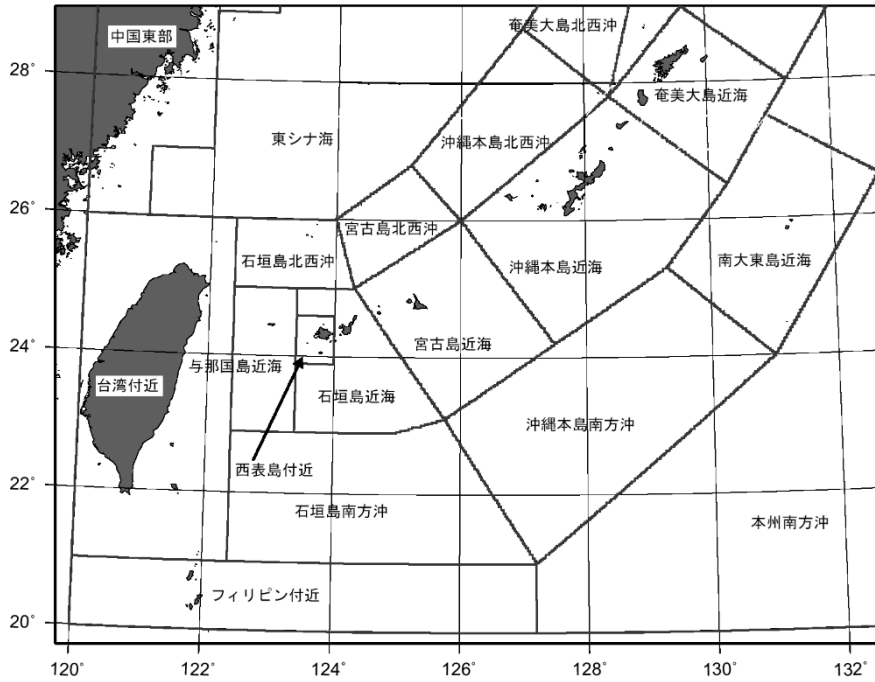 奄美大島北西沖
中国東部
28°
奄美大島近海
東シナ海
沖縄本島北西沖
26°
宮古島北西沖
石垣島北西沖
沖縄本島近海
南大東島近海
24°
宮古島近海
与那国島近海
台湾付近
石垣島近海
沖縄本島南方沖
西表島付近
22°
石垣島南方沖
本州南方沖
フィリピン付近
20°
120° 122° 124° 126° 128° 130° 132°